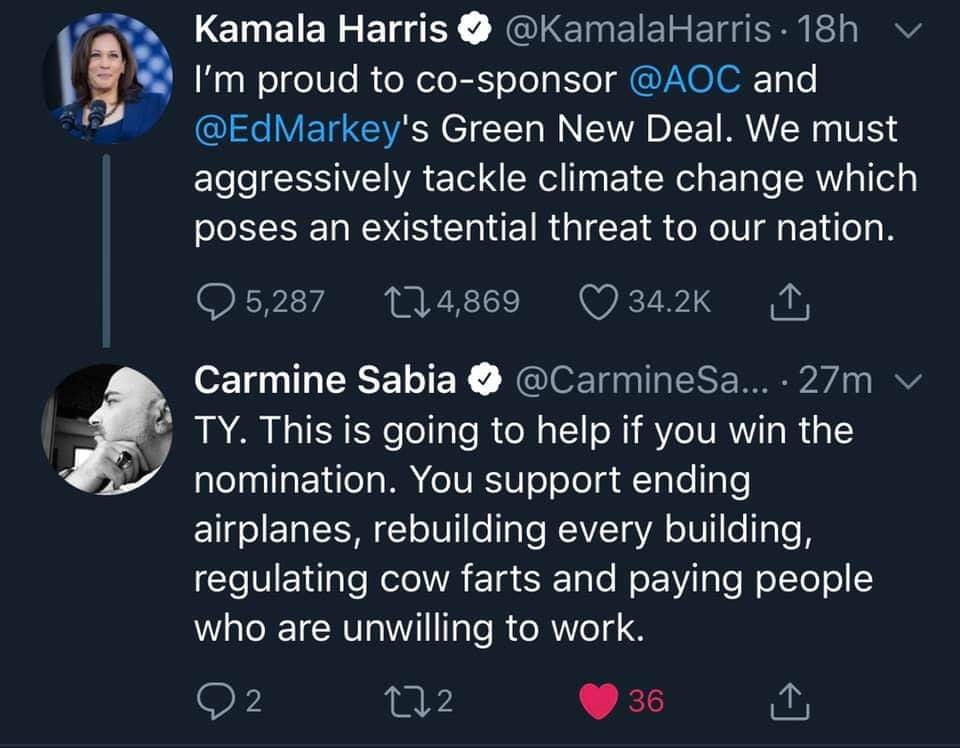 Kamala Harris @KamalaHarris · 18h
I'm proud to co-sponsor @AOC and
@EdMarkey's Green New Deal. We must
aggressively tackle climate change which
poses an existential threat to our nation.
5,287 4,869 34.2K
Carmine Sabia @CarmineSa... · 27m
TY. This is going to help if you win the
nomination. You support ending
airplanes, rebuilding every building,
regulating cow farts and paying people
who are unwilling to work.
2 2 36